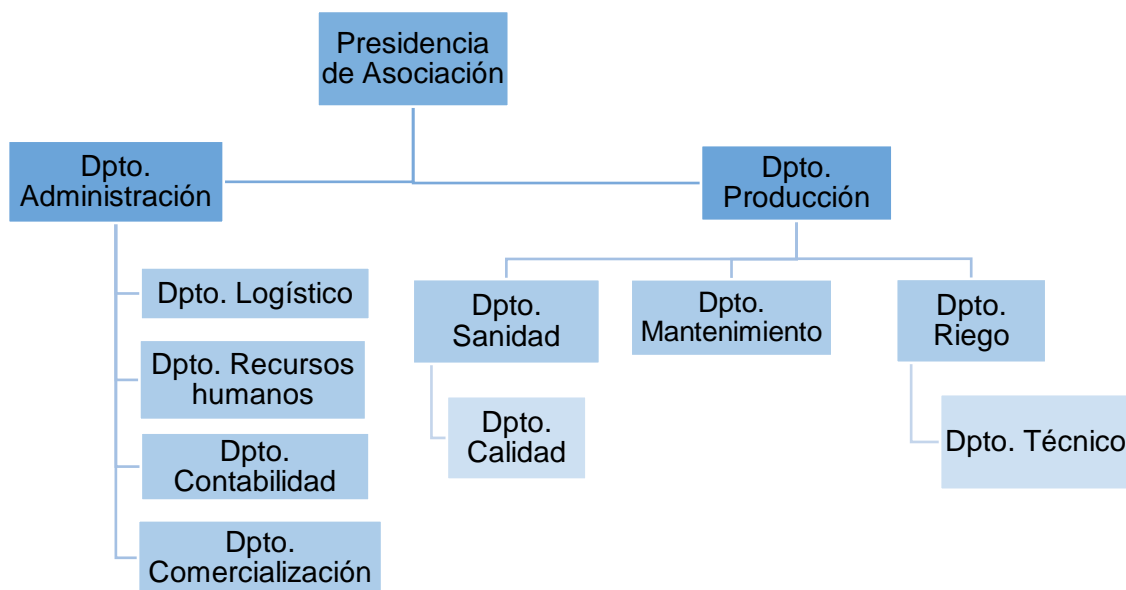 Presidencia
de Asociación
Dpto.
Administración
Dpto.
Producción
Dpto. Logístico
Dpto. Recursos
humanos
Dpto.
Contabilidad
Dpto.
Comercialización
Dpto.
Sanidad
Dpto.
Mantenimiento
Dpto.
Riego
Dpto.
Calidad
Dpto. Técnico